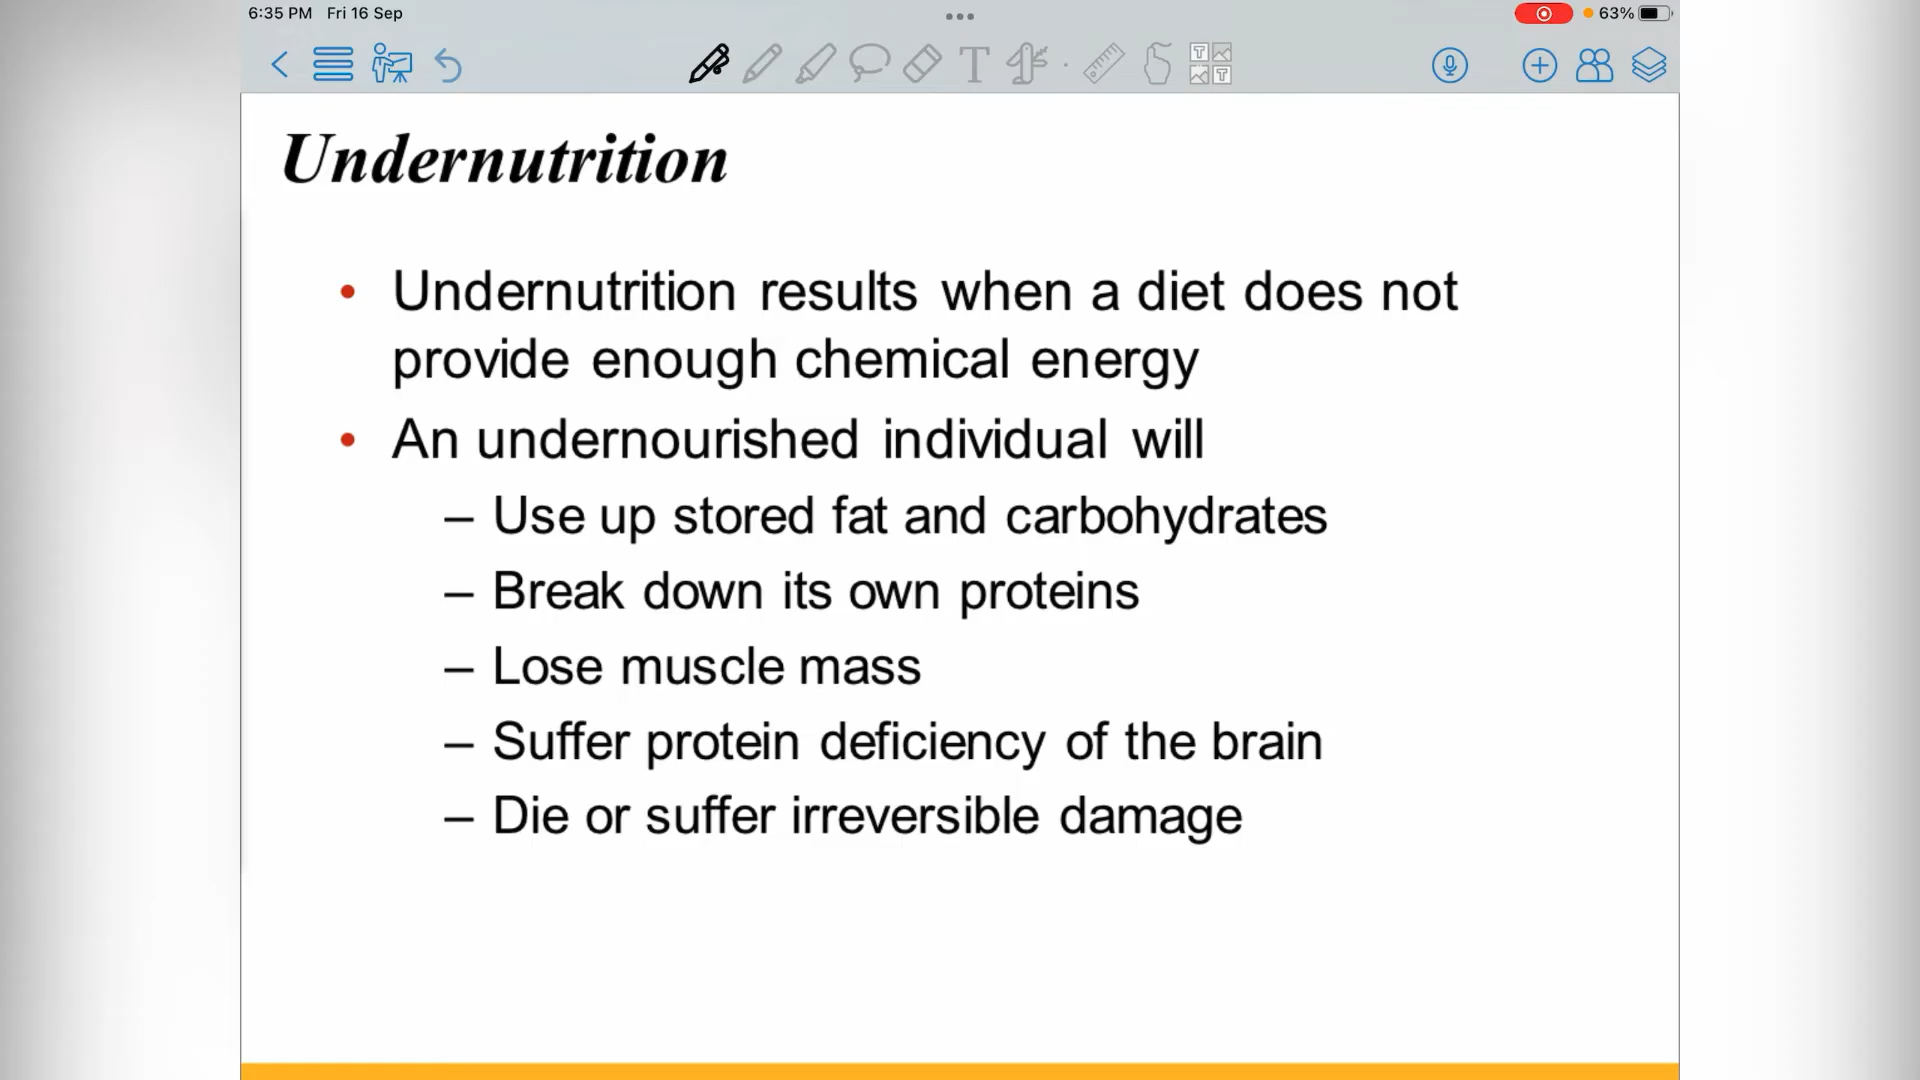 6:35 PM Fri 16 Sep
63%
Undernutrition
• Undernutrition results when a diet does not
provide enough chemical energy
• An undernourished individual will
– Use up stored fat and carbohydrates
– Break down its own proteins
– Lose muscle mass
– Suffer protein deficiency of the brain
– Die or suffer irreversible damage